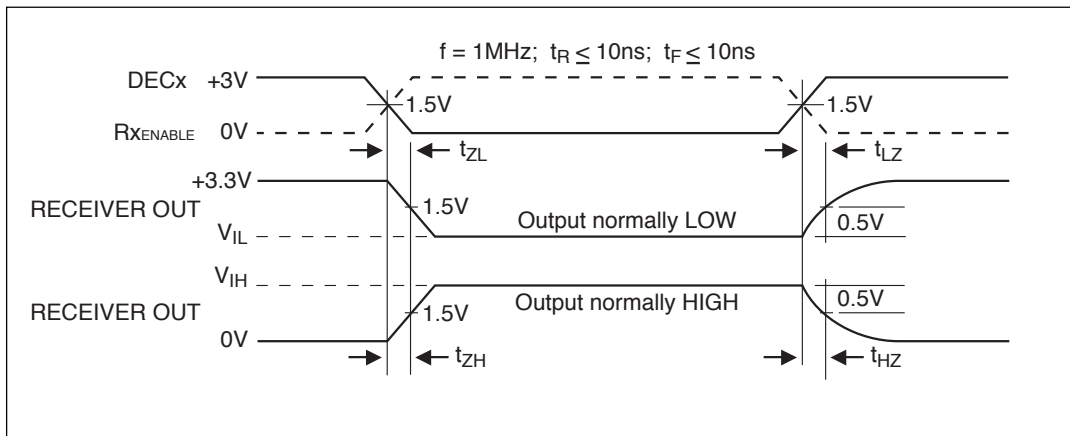 f = 1MHz; tR ≤ 10ns; tF ≤ 10ns
DECx +3V
1.5V
1.5V
RxENABLE 0V
tZL
tLZ
+3.3V
RECEIVER OUT
1.5V
Output normally LOW
0.5V
VIL
VIH
RECEIVER OUT
1.5V
Output normally HIGH
0.5V
0V
tZH
tHZ